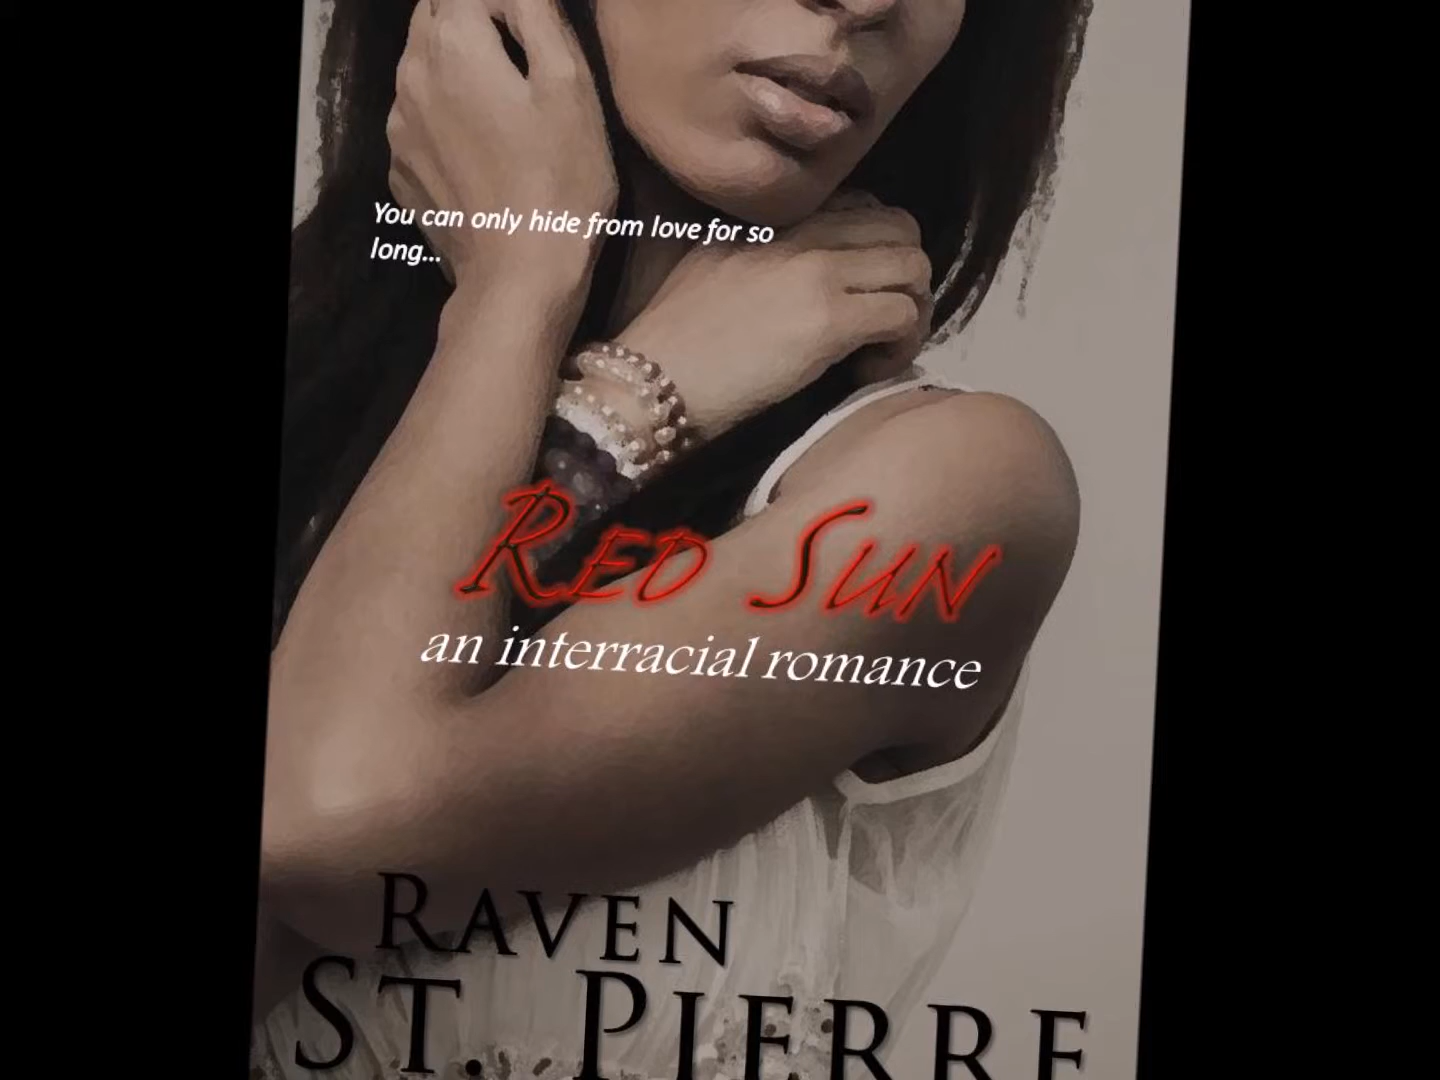 You can only hide from love for so
long...
RED SUN
an interracial romance
RAVEN
ST. PIERRE